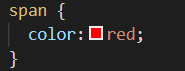 span {
  color: red;
}